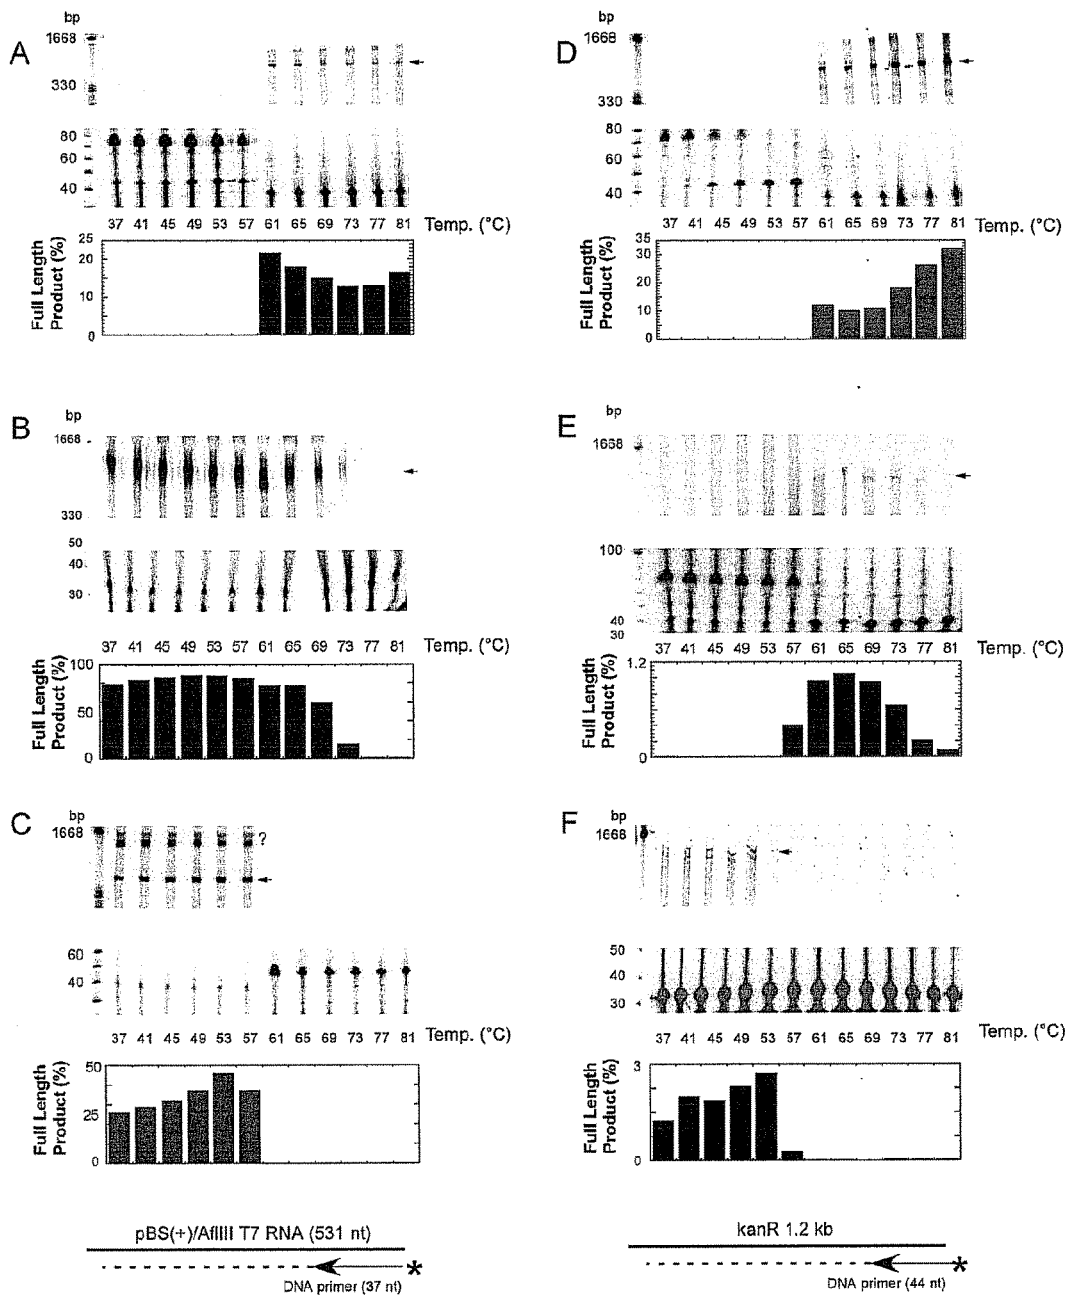 A
bp
1668
330
80
60
40
37 41 45 49 53 57 61 65 69 73 77 81 Temp. (°C)
Full Length Product (%)
25
20
10
0
B
bp
1668
330
50
40
30
37 41 45 49 53 57 61 65 69 73 77 81 Temp. (°C)
Full Length Product (%)
100
50
0
C
bp
1668
?
60
40
37 41 45 49 53 57 61 65 69 73 77 81 Temp. (°C)
Full Length Product (%)
50
25
0
pBS(+)/AflIII T7 RNA (531 nt)
*
DNA primer (37 nt)
D
bp
1668
330
80
60
40
37 41 45 49 53 57 61 65 69 73 77 81 Temp. (°C)
Full Length Product (%)
35
30
20
10
0
E
bp
1668
100
40
30
37 41 45 49 53 57 61 65 69 73 77 81 Temp. (°C)
Full Length Product (%)
1.2
0
F
bp
1668
50
40
30
37 41 45 49 53 57 61 65 69 73 77 81 Temp. (°C)
Full Length Product (%)
3
0
kanR 1.2 kb
*
DNA primer (44 nt)